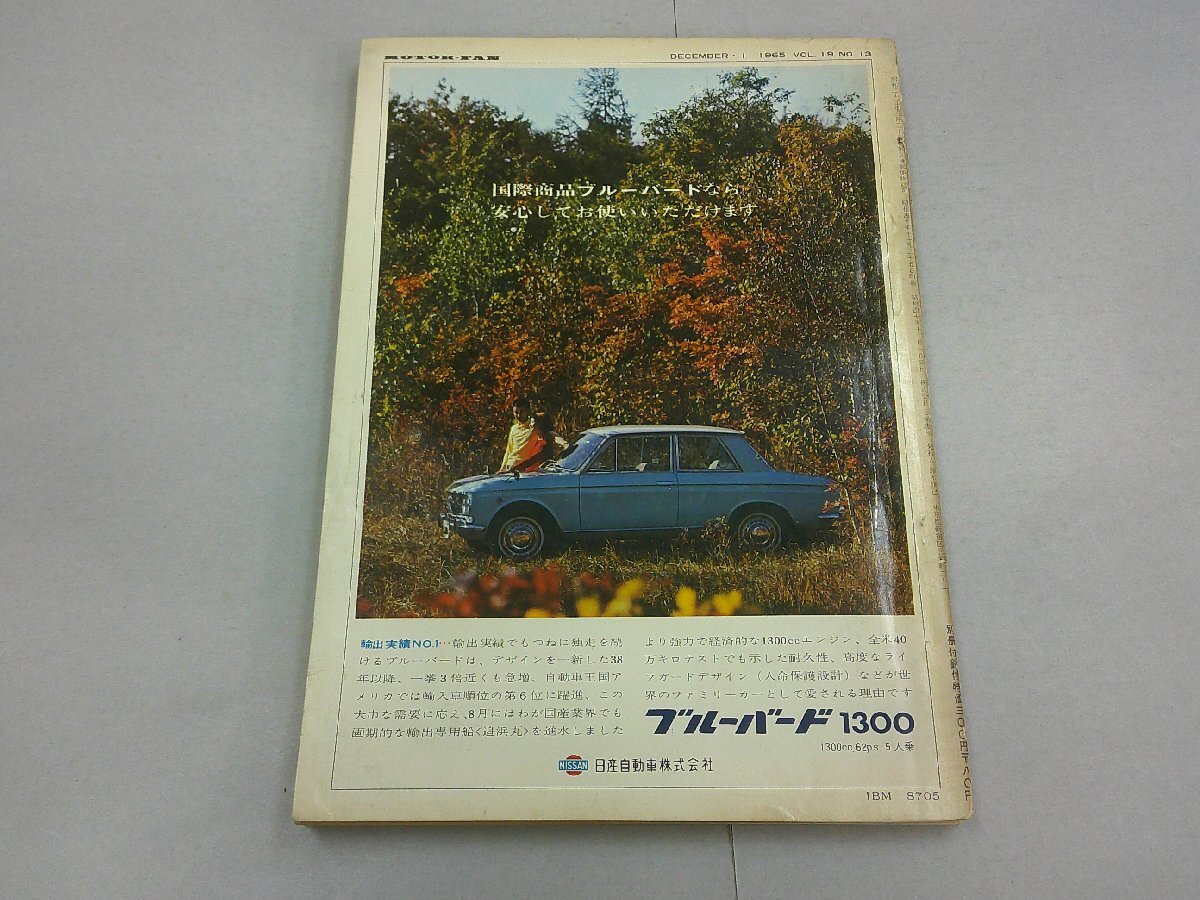 MOTOR-FAN
DECEMBER・1 1965 VOL. 19 NO. 13
国際商品ブルーバードなら
安心してお使いいただけます
輸出実績NO.1…輸出実績でもつねに独走を続
けるブルーバードは、デザインを一新した38
年以降、一挙3倍近くも急増、自動車王国ア
メリカでは輸入車順位の第6位に躍進、この
大巾な需要に応え、8月にはわが国産業界でも
画期的な輸出専用船〈追浜丸〉を進水しました
より強力で経済的な1300ccエンジン、全米40
万キロテストでも示した耐久性、高度なライ
フガードデザイン（人命保護設計）などが世
界のファミリーカーとして愛される理由です
ブルーバード1300
1300cc 62ps 5人乗
NISSAN 日産自動車株式会社
IBM 8705